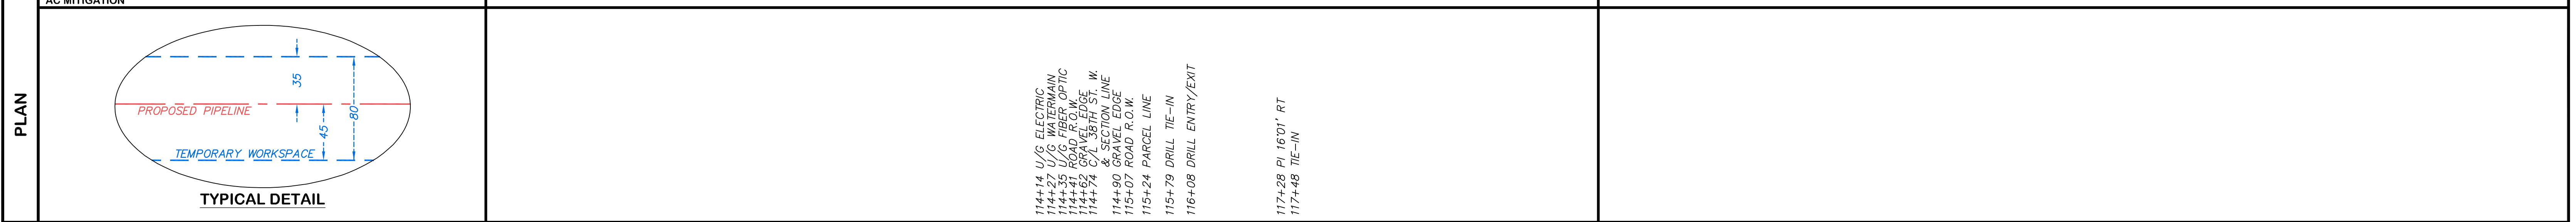 AC MITIGATION
PLAN
35
PROPOSED PIPELINE
45
80
TEMPORARY WORKSPACE
TYPICAL DETAIL
114+14 U/G ELECTRIC
114+27 U/G WATERMAIN
114+35 U/G FIBER OPTIC
114+41 ROAD R.O.W.
114+62 GRAVEL EDGE
114+74 C/L 38TH ST. W.
& SECTION LINE
114+90 GRAVEL EDGE
115+07 ROAD R.O.W.
115+24 PARCEL LINE
115+79 DRILL TIE-IN
116+08 DRILL ENTRY/EXIT
117+28 PI 16°01' RT
117+48 TIE-IN